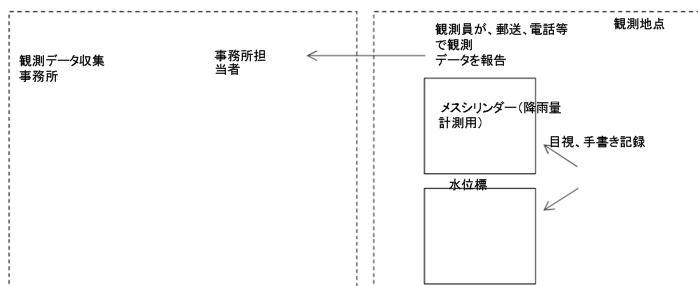 観測データ収集
事務所
事務所担
当者
観測員が、郵送、電話等
で観測
データを報告
観測地点
メスシリンダー(降雨量
計測用)
目視、手書き記録
水位標